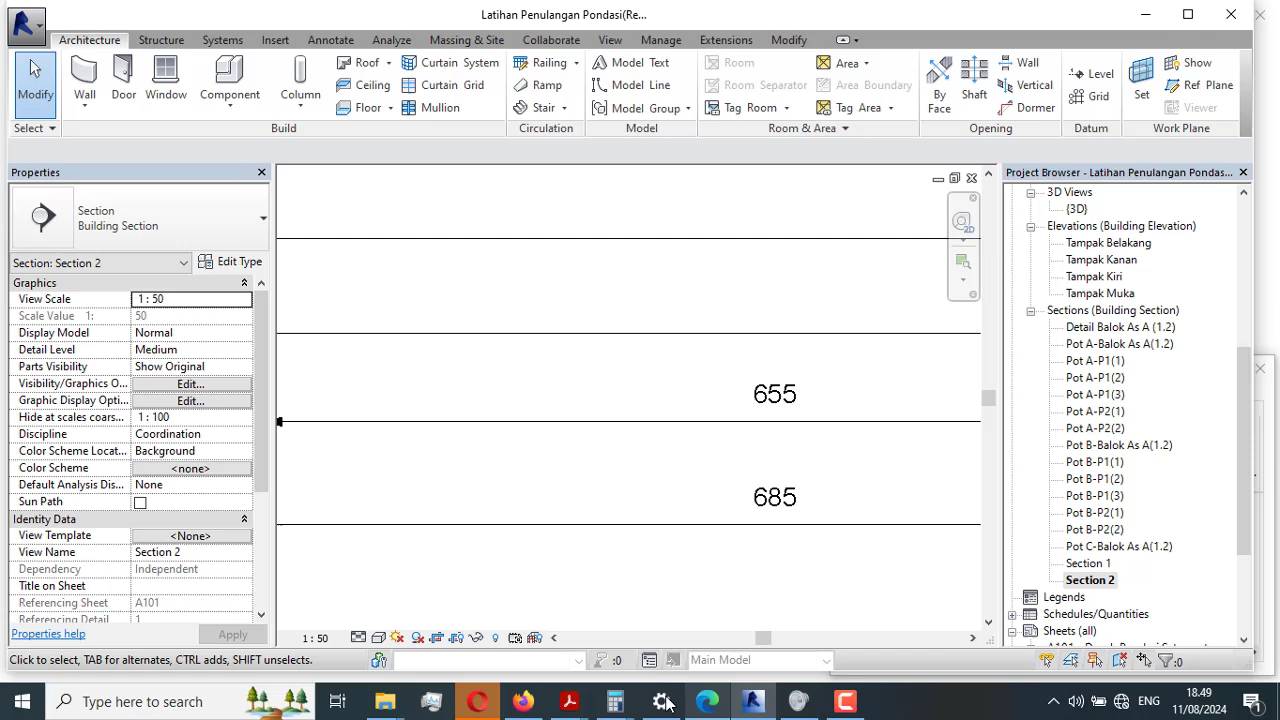 Latihan Penulangan Pondasi(Re...
Architecture Structure Systems Insert Annotate Analyze Massing & Site Collaborate View Manage Extensions Modify
Modify
Wall
Door
Window
Component
Column
Roof
Ceiling
Floor
Curtain System
Curtain Grid
Mullion
Railing
Ramp
Stair
Model Text
Model Line
Model Group
Room
Room Separator
Tag Room
Area
Area Boundary
Tag Area
By Face
Shaft
Wall
Vertical
Dormer
Level
Grid
Set
Show
Ref Plane
Viewer
Select Build Circulation Model Room & Area Opening Datum Work Plane
Properties
Section
Building Section
Section: Section 2 Edit Type
Graphics
View Scale 1 : 50
Scale Value 1: 50
Display Model Normal
Detail Level Medium
Parts Visibility Show Original
Visibility/Graphics O... Edit...
Graphic Display Opti... Edit...
Hide at scales coars... 1 : 100
Discipline Coordination
Color Scheme Locat... Background
Color Scheme <none>
Default Analysis Dis... None
Sun Path
Identity Data
View Template <None>
View Name Section 2
Dependency Independent
Title on Sheet
Referencing Sheet A101
Referencing Detail 1
Properties help Apply
2D
655
685
1 : 50
Project Browser - Latihan Penulangan Pondas...
3D Views
{3D}
Elevations (Building Elevation)
Tampak Belakang
Tampak Kanan
Tampak Kiri
Tampak Muka
Sections (Building Section)
Detail Balok As A (1.2)
Pot A-Balok As A(1.2)
Pot A-P1(1)
Pot A-P1(2)
Pot A-P1(3)
Pot A-P2(1)
Pot A-P2(2)
Pot B-Balok As A(1.2)
Pot B-P1(1)
Pot B-P1(2)
Pot B-P1(3)
Pot B-P2(1)
Pot B-P2(2)
Pot C-Balok As A(1.2)
Section 1
Section 2
Legends
Schedules/Quantities
Sheets (all)
Click to select, TAB for alternates, CTRL adds, SHIFT unselects. :0 Main Model :0
Type here to search
ENG
18.49
11/08/2024
1